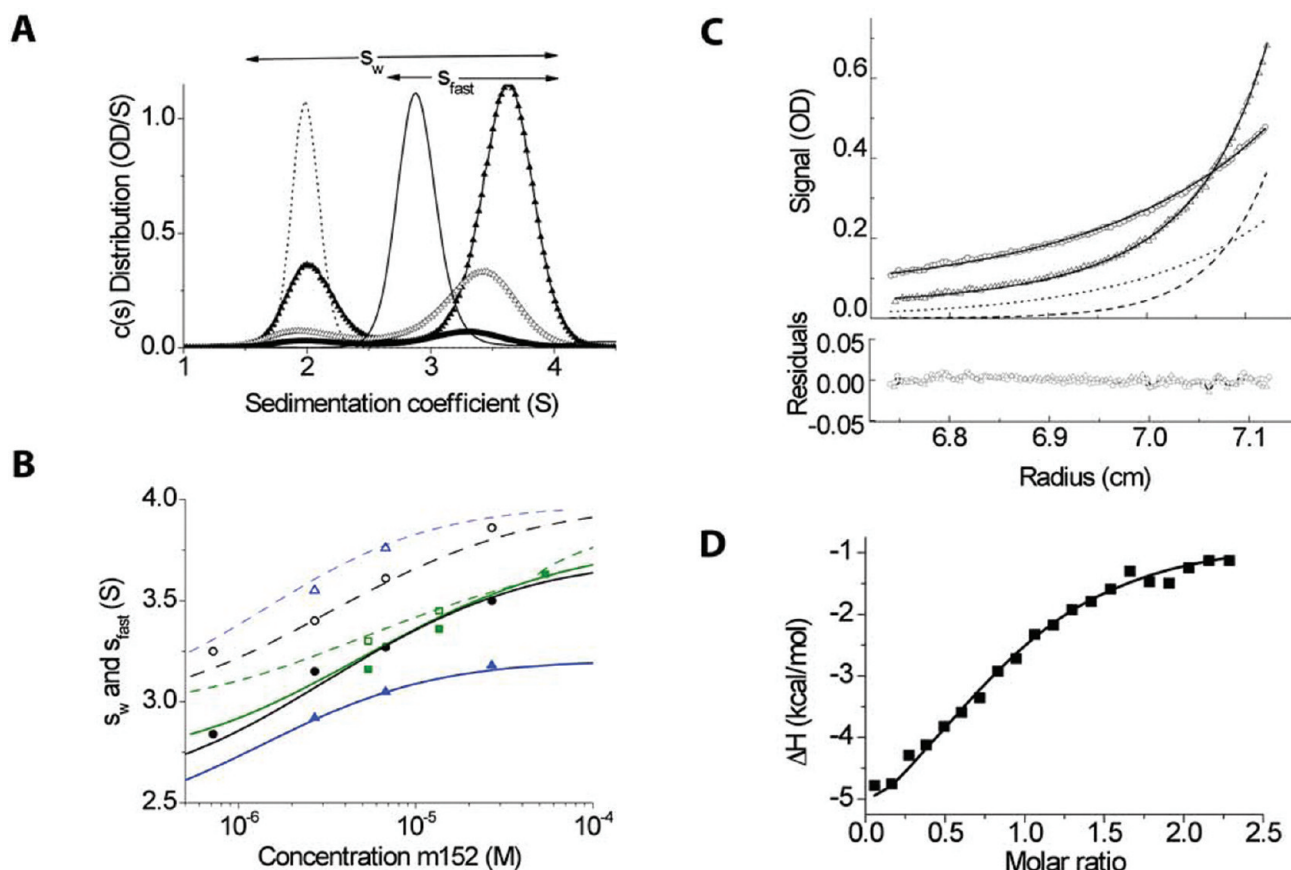 A
s_w
s_fast
c(s) Distribution (OD/S)
1.0
0.5
0.0
1 2 3 4
Sedimentation coefficient (S)
B
s_w and s_fast (S)
4.0
3.5
3.0
2.5
10^-6 10^-5 10^-4
Concentration m152 (M)
C
Signal (OD)
0.6
0.4
0.2
0.0
Residuals
0.05
0.00
-0.05
6.8 6.9 7.0 7.1
Radius (cm)
D
ΔH (kcal/mol)
-1
-2
-3
-4
-5
0.0 0.5 1.0 1.5 2.0 2.5
Molar ratio